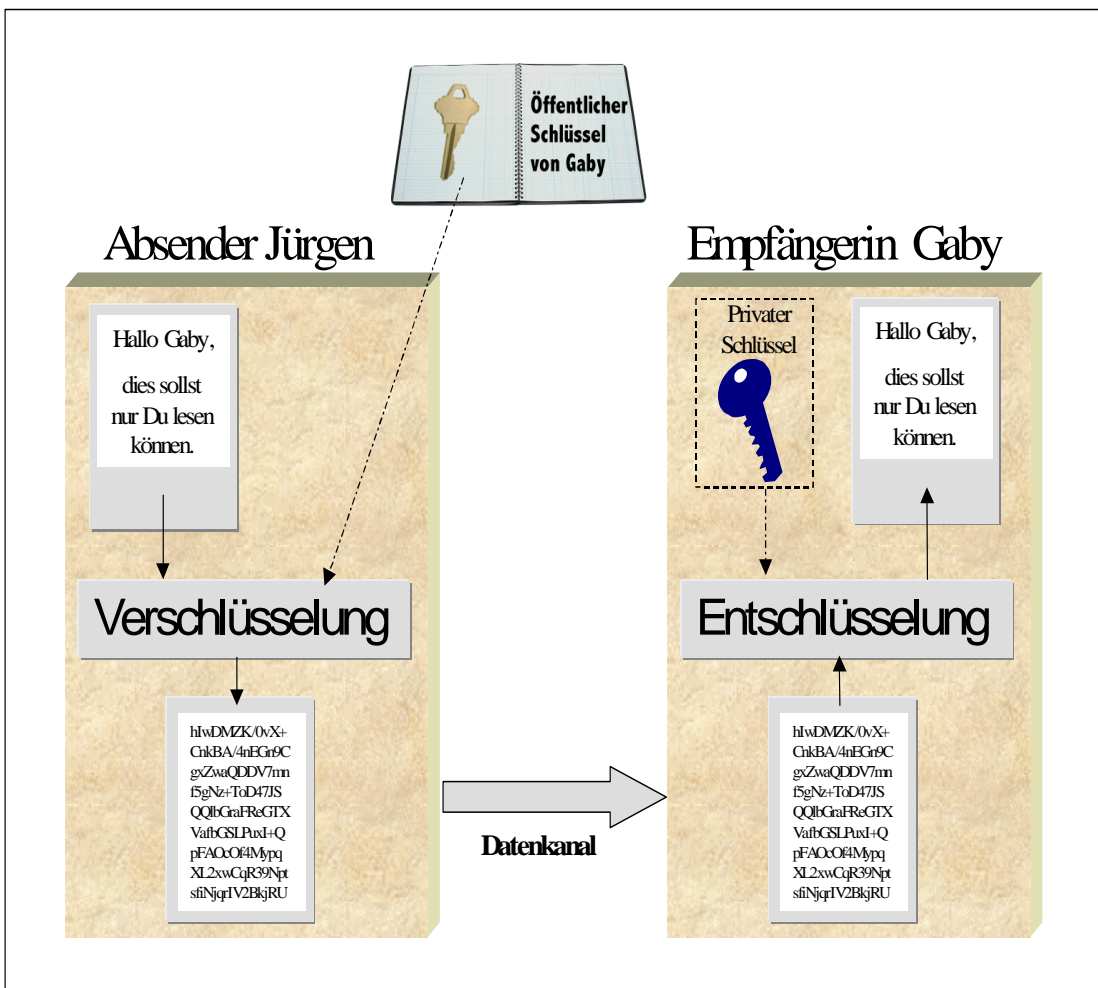 Öffentlicher
Schlüssel
von Gaby
Absender Jürgen
Hallo Gaby,
dies sollst
nur Du lesen
können.
Verschlüsselung
hIwDMZK/0vX+
CnkBA/4nEGn9C
gxZwaQDDV7mn
f5gNz+ToD47JS
QQlbGraFReGTX
VafbGSLPuxI+Q
pFAOcOf4Mypq
XL2xwCqR39Npt
sfiNjqrIV2BkjRU
Datenkanal
Empfängerin Gaby
Privater
Schlüssel
Hallo Gaby,
dies sollst
nur Du lesen
können.
Entschlüsselung
hIwDMZK/0vX+
CnkBA/4nEGn9C
gxZwaQDDV7mn
f5gNz+ToD47JS
QQlbGraFReGTX
VafbGSLPuxI+Q
pFAOcOf4Mypq
XL2xwCqR39Npt
sfiNjqrIV2BkjRU